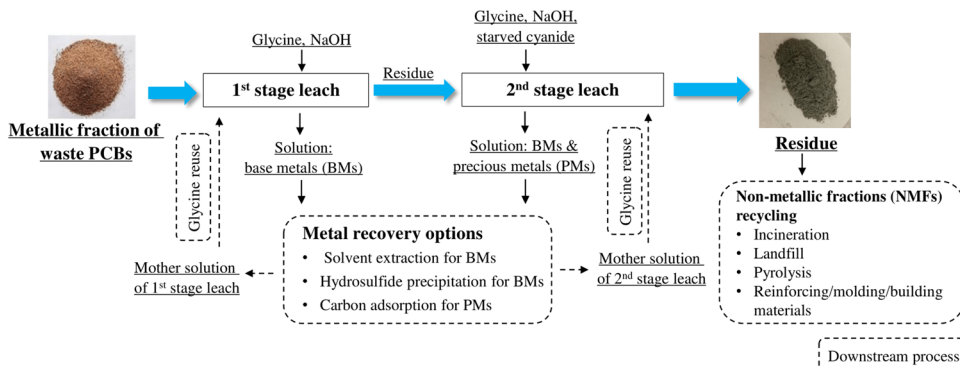 Glycine, NaOH
Glycine, NaOH,
starved cyanide
1st stage leach
Residue
2nd stage leach
Metallic fraction of
waste PCBs
Glycine reuse
Solution:
base metals (BMs)
Solution: BMs &
precious metals (PMs)
Glycine reuse
Residue
Non-metallic fractions (NMFs)
recycling
• Incineration
• Landfill
• Pyrolysis
• Reinforcing/molding/building
materials
Metal recovery options
• Solvent extraction for BMs
• Hydrosulfide precipitation for BMs
• Carbon adsorption for PMs
Mother solution
of 1st stage leach
Mother solution
of 2nd stage leach
Downstream process